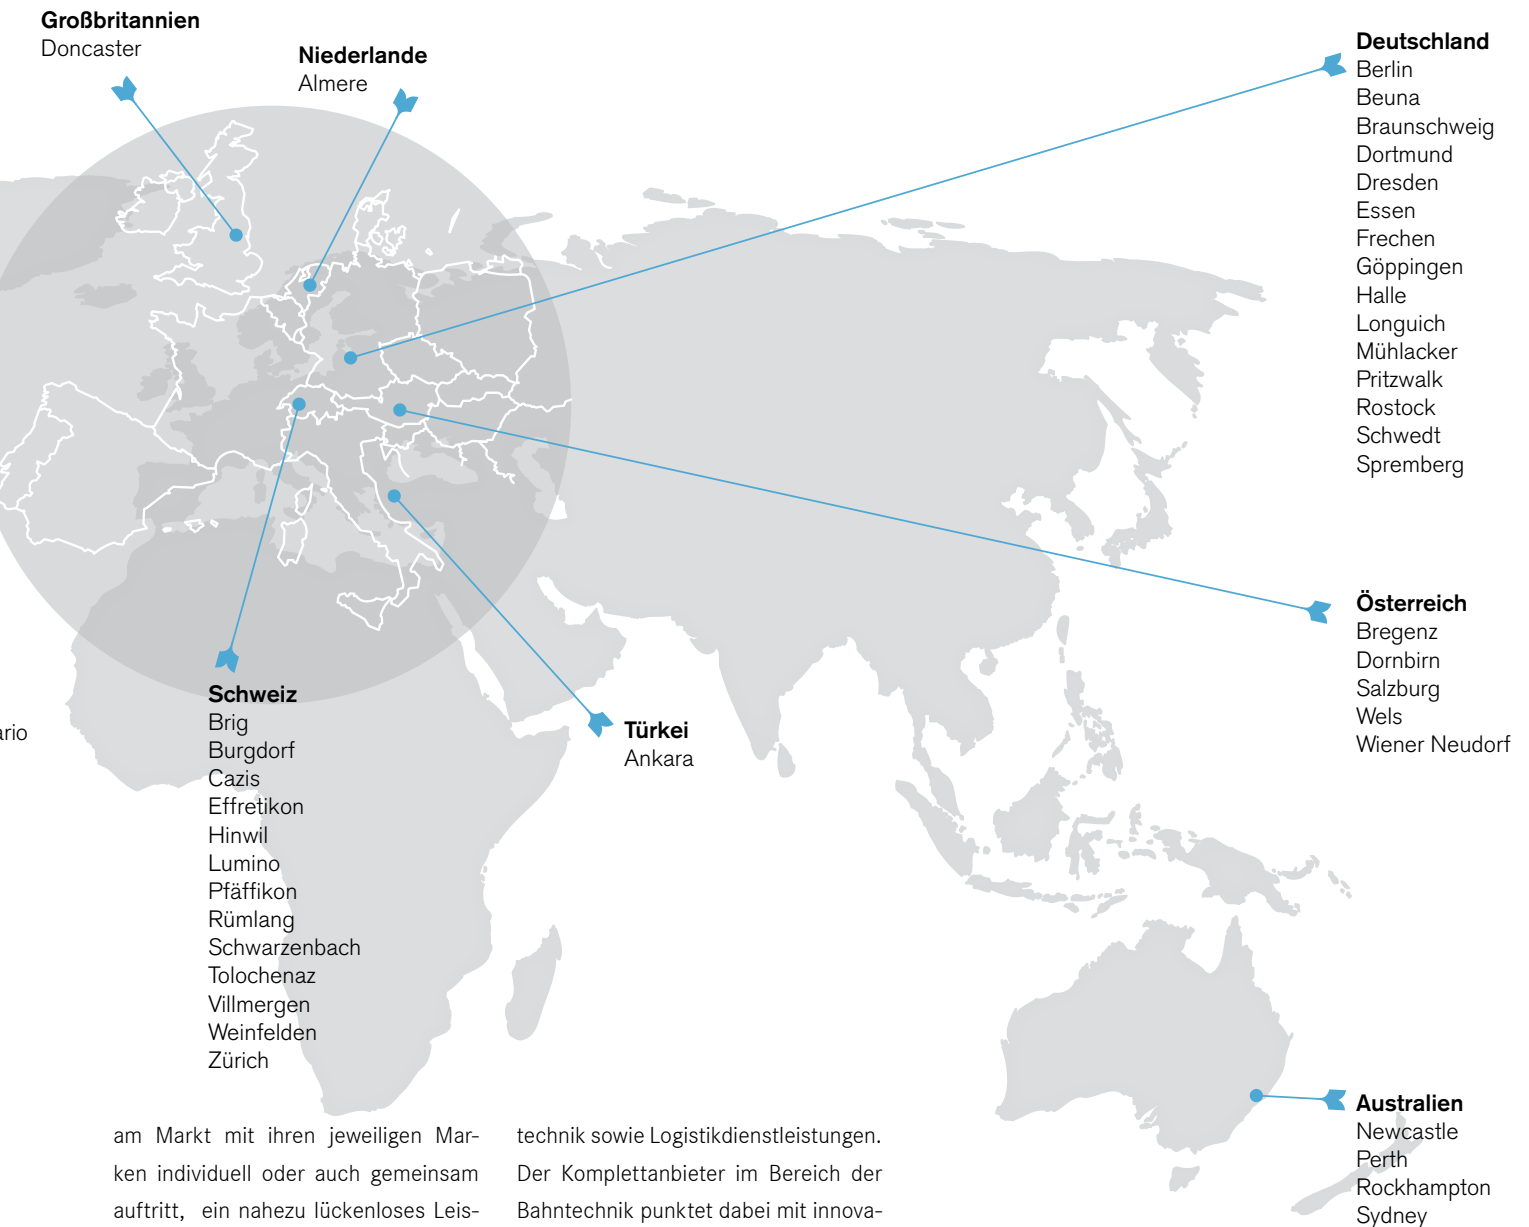 Großbritannien
Doncaster
Niederlande
Almere
Deutschland
Berlin
Beuna
Braunschweig
Dortmund
Dresden
Essen
Frechen
Göppingen
Halle
Longuich
Mühlacker
Pritzwalk
Rostock
Schwedt
Spremberg
Österreich
Bregenz
Dornbirn
Salzburg
Wels
Wiener Neudorf
ario
Schweiz
Brig
Burgdorf
Cazis
Effretikon
Hinwil
Lumino
Pfäffikon
Rümlang
Schwarzenbach
Tolochenaz
Villmergen
Weinfelden
Zürich
Türkei
Ankara
Australien
Newcastle
Perth
Rockhampton
Sydney
am Markt mit ihren jeweiligen Mar-
ken individuell oder auch gemeinsam
auftritt, ein nahezu lückenloses Leis-
technik sowie Logistikdienstleistungen.
Der Komplettanbieter im Bereich der
Bahntechnik punktet dabei mit innova-